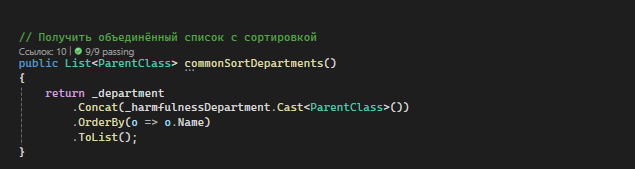 // Получить объединённый список с сортировкой
Ссылок: 10 | 9/9 passing
public List<ParentClass> commonSortDepartments()
{
return _department
.Concat(_harmfulnessDepartment.Cast<ParentClass>())
.OrderBy(o => o.Name)
.ToList();
}